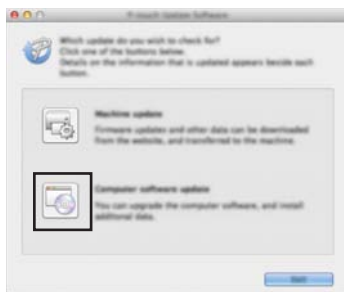 P-touch Update Software
Which update do you wish to check for?
Click one of the buttons below.
Details on the information that is updated appears beside each
button.
Machine update
Firmware updates and other data can be downloaded
from the website, and transferred to the machine.
Computer software update
You can upgrade the computer software, and install
additional data.